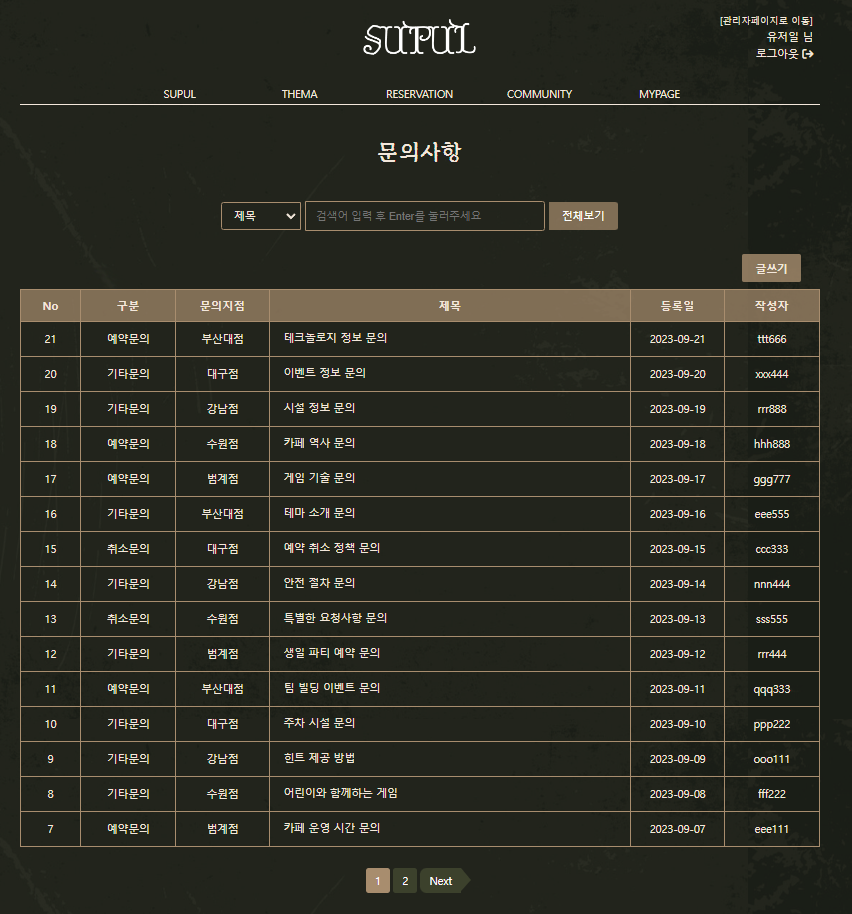 SUPUL
[관리자페이지로 이동]
유저일 님
로그아웃
SUPUL THEMA RESERVATION COMMUNITY MYPAGE
문의사항
제목 검색어 입력 후 Enter를 눌러주세요 전체보기
글쓰기
No 구분 문의지점 제목 등록일 작성자
21 예약문의 부산대점 테크놀로지 정보 문의 2023-09-21 ttt666
20 기타문의 대구점 이벤트 정보 문의 2023-09-20 xxx444
19 기타문의 강남점 시설 정보 문의 2023-09-19 rrr888
18 예약문의 수원점 카페 역사 문의 2023-09-18 hhh888
17 예약문의 범계점 게임 기술 문의 2023-09-17 ggg777
16 기타문의 부산대점 테마 소개 문의 2023-09-16 eee555
15 취소문의 대구점 예약 취소 정책 문의 2023-09-15 ccc333
14 기타문의 강남점 안전 절차 문의 2023-09-14 nnn444
13 취소문의 수원점 특별한 요청사항 문의 2023-09-13 sss555
12 기타문의 범계점 생일 파티 예약 문의 2023-09-12 rrr444
11 예약문의 부산대점 팀 빌딩 이벤트 문의 2023-09-11 qqq333
10 기타문의 대구점 주차 시설 문의 2023-09-10 ppp222
9 기타문의 강남점 힌트 제공 방법 2023-09-09 ooo111
8 기타문의 수원점 어린이와 함께하는 게임 2023-09-08 fff222
7 예약문의 범계점 카페 운영 시간 문의 2023-09-07 eee111
1 2 Next